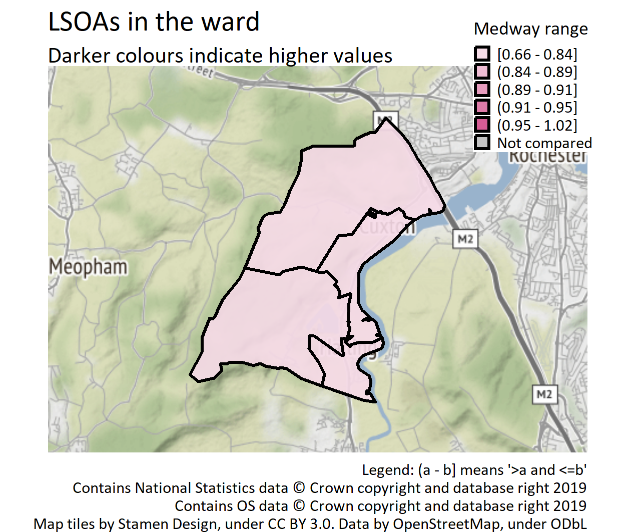 LSOAs in the ward
Darker colours indicate higher values
Medway range
[0.66 - 0.84]
(0.84 - 0.89]
(0.89 - 0.91]
(0.91 - 0.95]
(0.95 - 1.02]
Not compared
Rochester
Cuxton
M2
Meopham
M2
Legend: (a - b] means '>a and <=b'
Contains National Statistics data © Crown copyright and database right 2019
Contains OS data © Crown copyright and database right 2019
Map tiles by Stamen Design, under CC BY 3.0. Data by OpenStreetMap, under ODbL